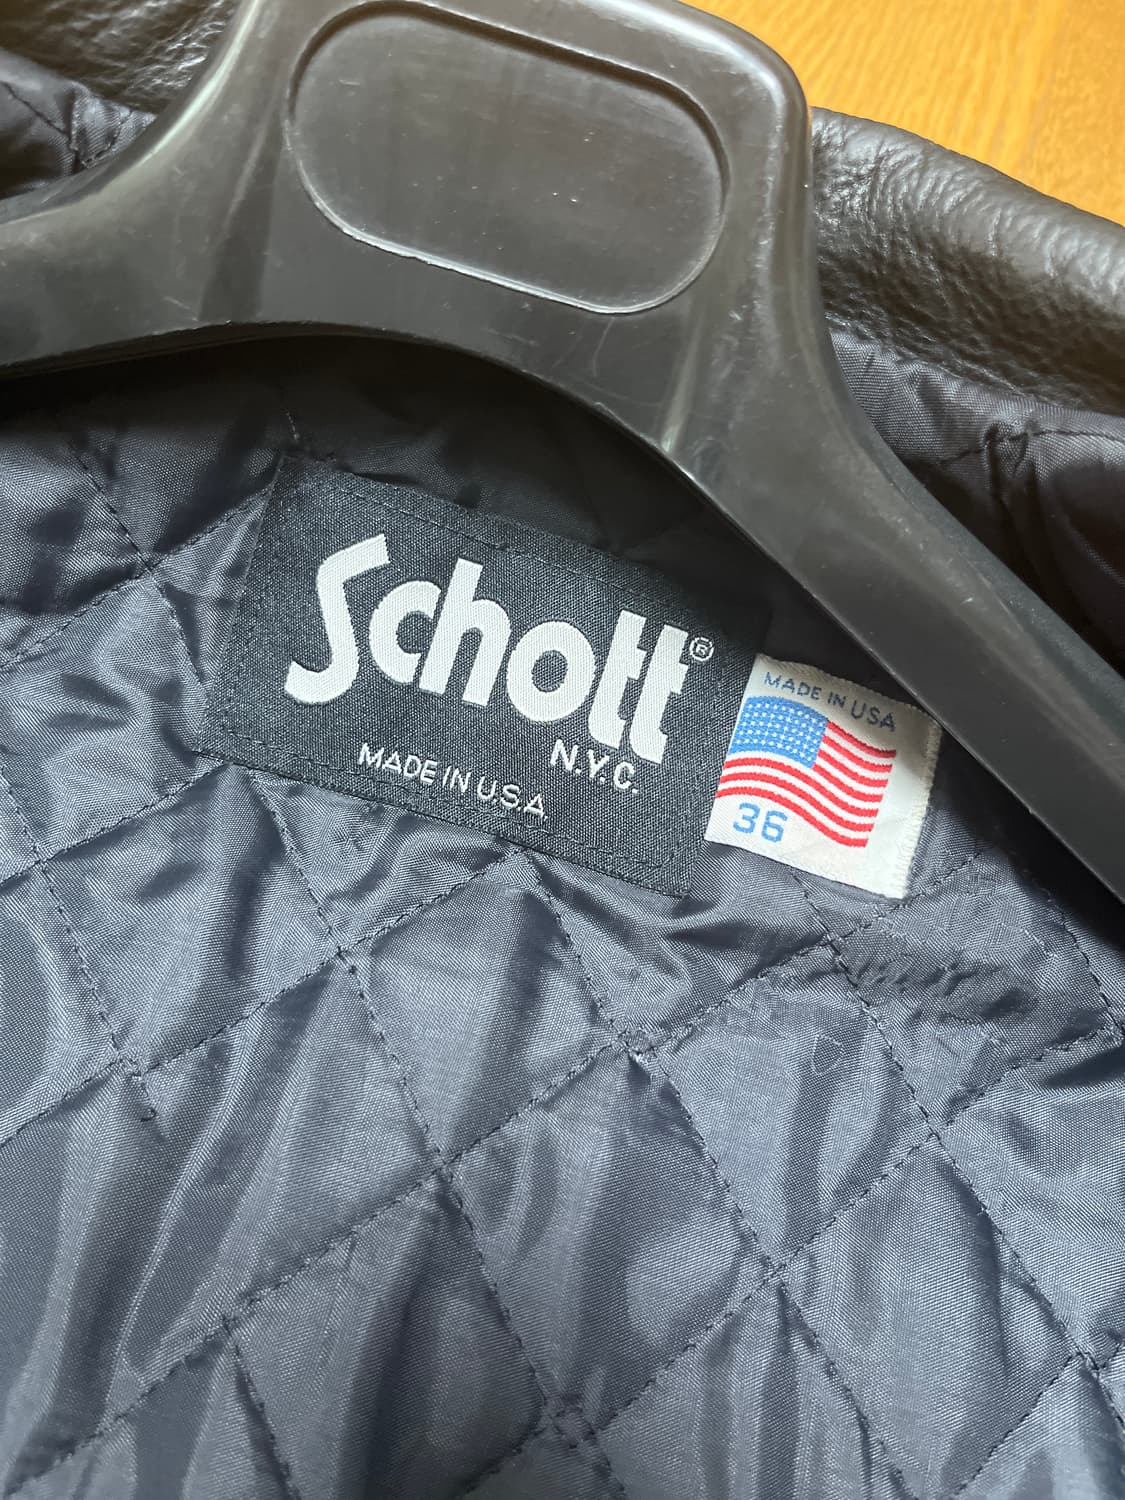 Schott®
N.Y.C.
MADE IN U.S.A.
MADE IN USA
36